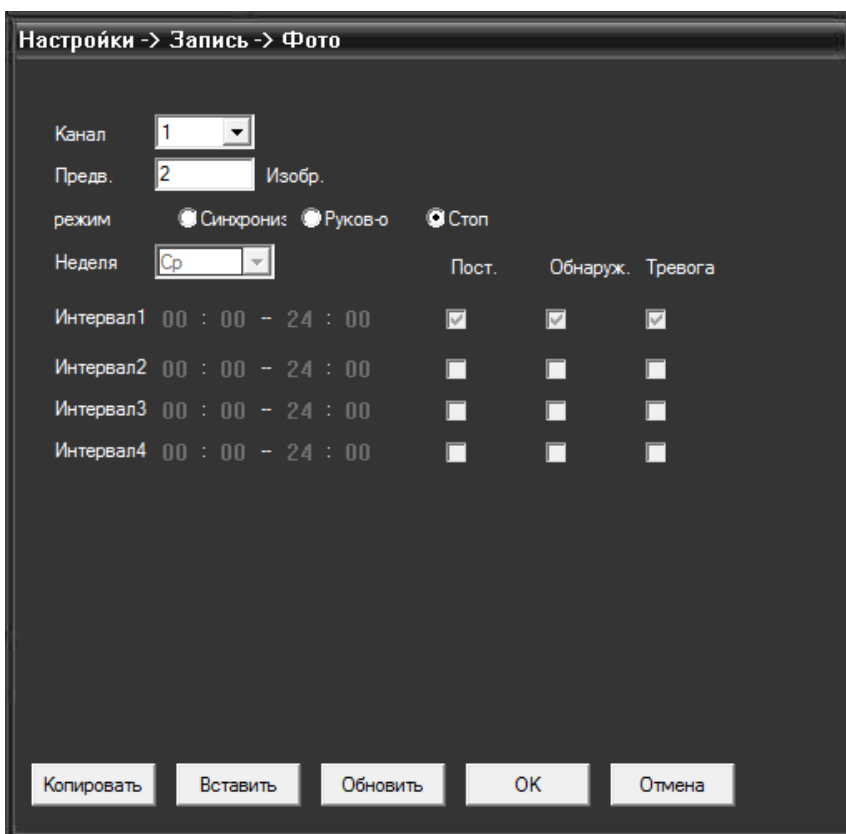 Настройки -> Запись -> Фото
Канал 1
Предв. 2 Изобр.
режим Синхрониз Руков-о Стоп
Неделя Ср Пост. Обнаруж. Тревога
Интервал1 00 : 00 - 24 : 00
Интервал2 00 : 00 - 24 : 00
Интервал3 00 : 00 - 24 : 00
Интервал4 00 : 00 - 24 : 00
Копировать Вставить Обновить OK Отмена